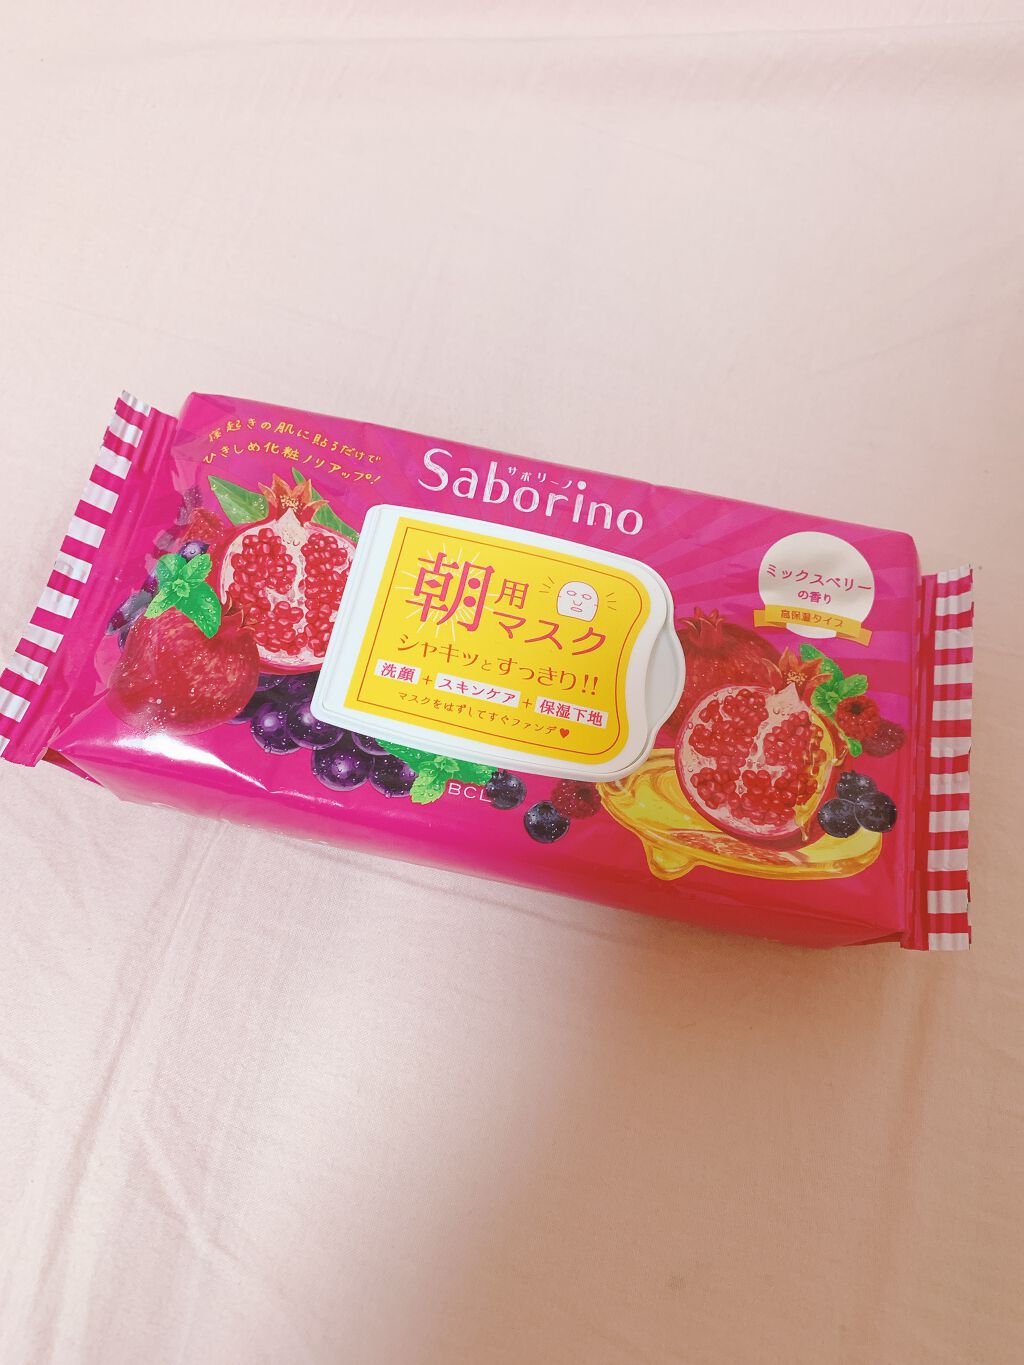 寝起きの肌に貼るだけで
ひきしめ化粧ノリアップ!
サボリーノ
Saborino
朝用マスク
シャキッとすっきり!!
洗顔+スキンケア+保湿下地
マスクをはずしてすぐファンデ♥
ミックスベリー
の香り
高保湿タイプ
BCL